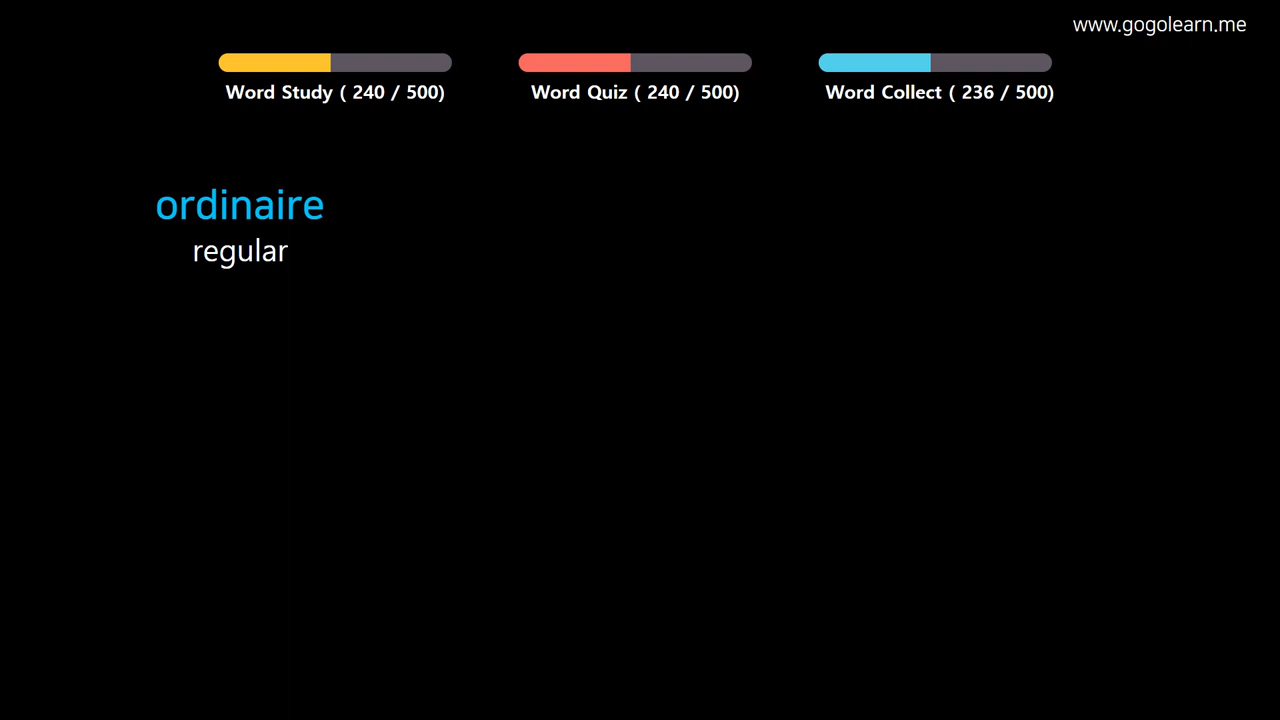 www.gogolearn.me
Word Study ( 240 / 500)
Word Quiz ( 240 / 500)
Word Collect ( 236 / 500)
ordinaire
regular